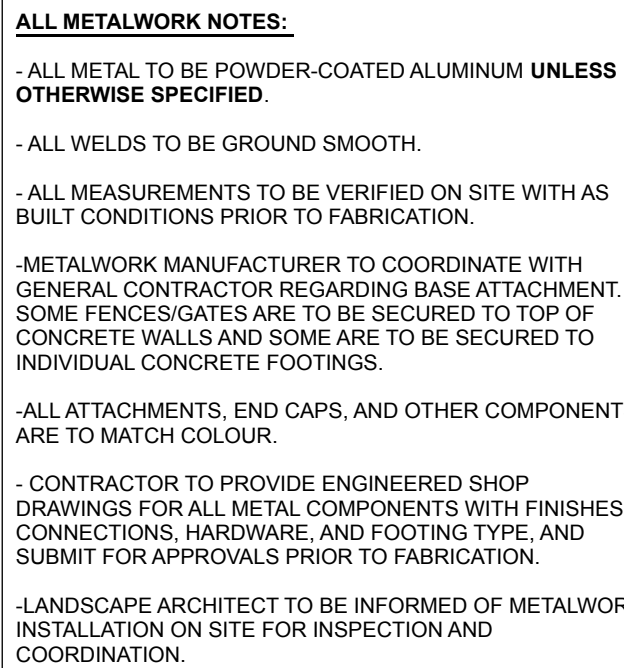 ALL METALWORK NOTES:
- ALL METAL TO BE POWDER-COATED ALUMINUM UNLESS
OTHERWISE SPECIFIED.
- ALL WELDS TO BE GROUND SMOOTH.
- ALL MEASUREMENTS TO BE VERIFIED ON SITE WITH AS
BUILT CONDITIONS PRIOR TO FABRICATION.
-METALWORK MANUFACTURER TO COORDINATE WITH
GENERAL CONTRACTOR REGARDING BASE ATTACHMENT.
SOME FENCES/GATES ARE TO BE SECURED TO TOP OF
CONCRETE WALLS AND SOME ARE TO BE SECURED TO
INDIVIDUAL CONCRETE FOOTINGS.
-ALL ATTACHMENTS, END CAPS, AND OTHER COMPONENT
ARE TO MATCH COLOUR.
- CONTRACTOR TO PROVIDE ENGINEERED SHOP
DRAWINGS FOR ALL METAL COMPONENTS WITH FINISHES
CONNECTIONS, HARDWARE, AND FOOTING TYPE, AND
SUBMIT FOR APPROVALS PRIOR TO FABRICATION.
-LANDSCAPE ARCHITECT TO BE INFORMED OF METALWOR
INSTALLATION ON SITE FOR INSPECTION AND
COORDINATION.